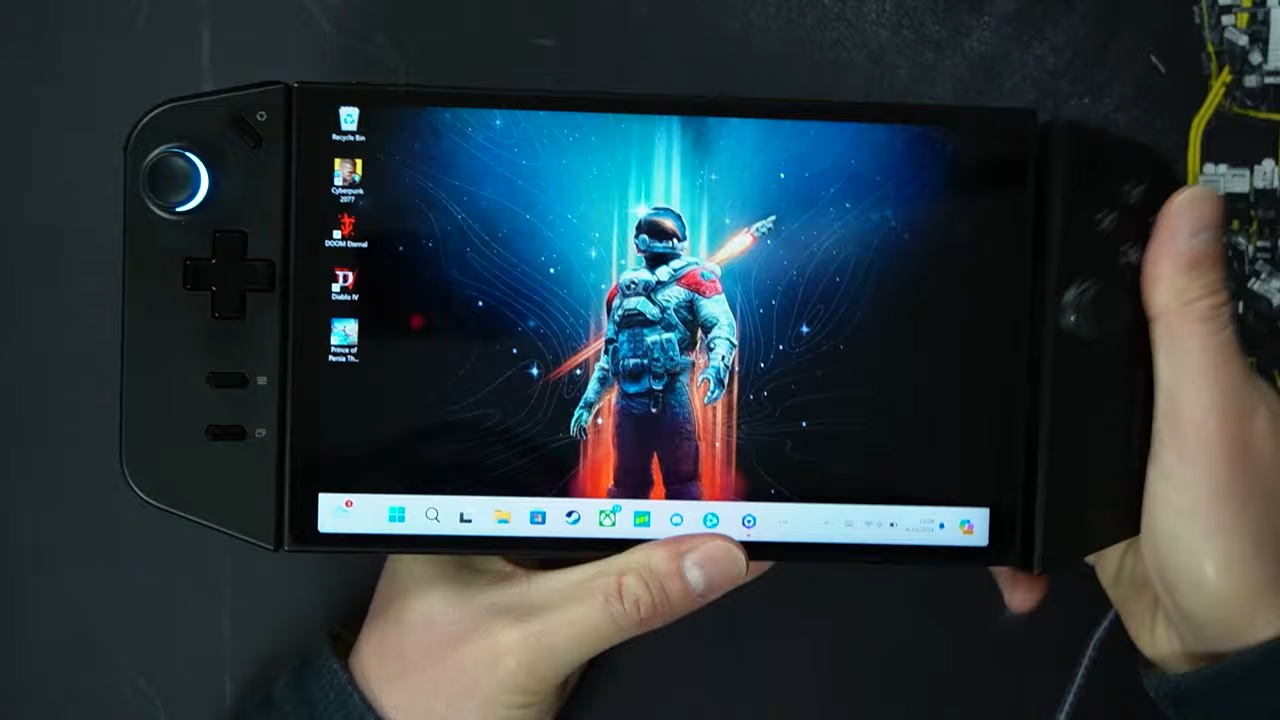 Recycle Bin
Cyberpunk
2077
DOOM Eternal
Diablo IV
Prince of
Persia Th...